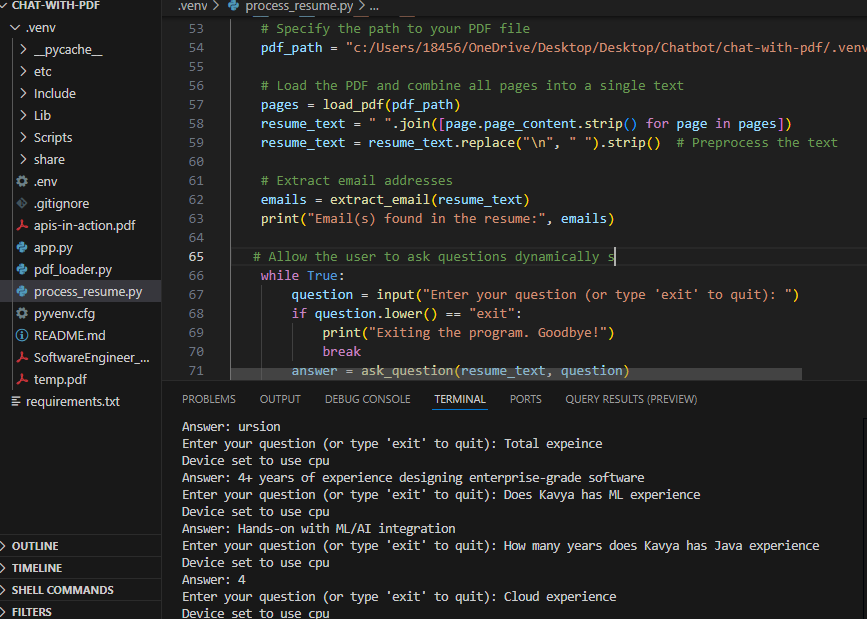 CHAT-WITH-PDF
.venv
__pycache__
etc
Include
Lib
Scripts
share
.env
.gitignore
apis-in-action.pdf
app.py
pdf_loader.py
process_resume.py
pyvenv.cfg
README.md
SoftwareEngineer_...
temp.pdf
requirements.txt
OUTLINE
TIMELINE
SHELL COMMANDS
FILTERS
.venv > process_resume.py > ...
53 # Specify the path to your PDF file
54 pdf_path = "c:/Users/18456/OneDrive/Desktop/Desktop/Chatbot/chat-with-pdf/.venv
55
56 # Load the PDF and combine all pages into a single text
57 pages = load_pdf(pdf_path)
58 resume_text = " ".join([page.page_content.strip() for page in pages])
59 resume_text = resume_text.replace("\n", " ").strip()  # Preprocess the text
60
61 # Extract email addresses
62 emails = extract_email(resume_text)
63 print("Email(s) found in the resume:", emails)
64
65 # Allow the user to ask questions dynamically s
66 while True:
67 question = input("Enter your question (or type 'exit' to quit): ")
68 if question.lower() == "exit":
69 print("Exiting the program. Goodbye!")
70 break
71 answer = ask_question(resume_text, question)
PROBLEMS OUTPUT DEBUG CONSOLE TERMINAL PORTS QUERY RESULTS (PREVIEW)
Answer: ursion
Enter your question (or type 'exit' to quit): Total expeince
Device set to use cpu
Answer: 4+ years of experience designing enterprise-grade software
Enter your question (or type 'exit' to quit): Does Kavya has ML experience
Device set to use cpu
Answer: Hands-on with ML/AI integration
Enter your question (or type 'exit' to quit): How many years does Kavya has Java experience
Device set to use cpu
Answer: 4
Enter your question (or type 'exit' to quit): Cloud experience
Device set to use cpu